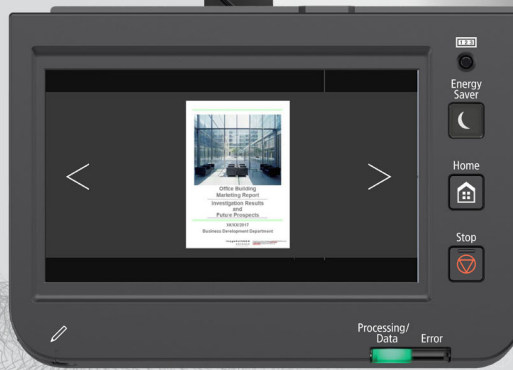 123
Energy
Saver
Home
Stop
Office Building
Marketing Report
Investigation Results
and
Future Prospects
XX/XX/2017
Business Development Department
Processing/
Data
Error